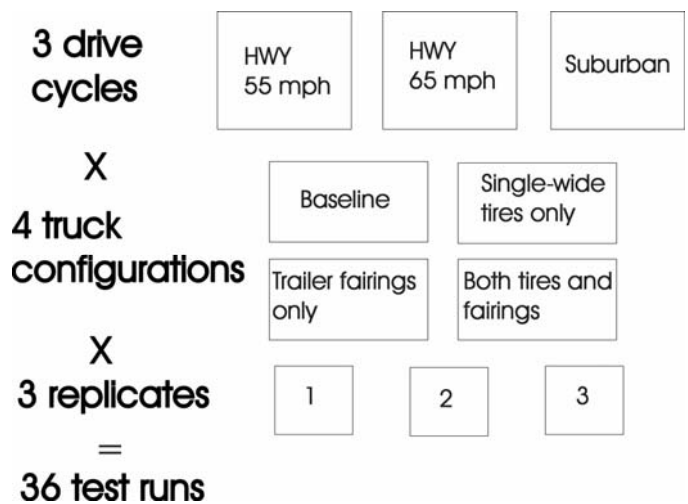 3 drive
cycles
HWY
55 mph
HWY
65 mph
Suburban
X
4 truck
configurations
Baseline
Single-wide
tires only
Trailer fairings
only
Both tires and
fairings
X
3 replicates
1
2
3
=
36 test runs